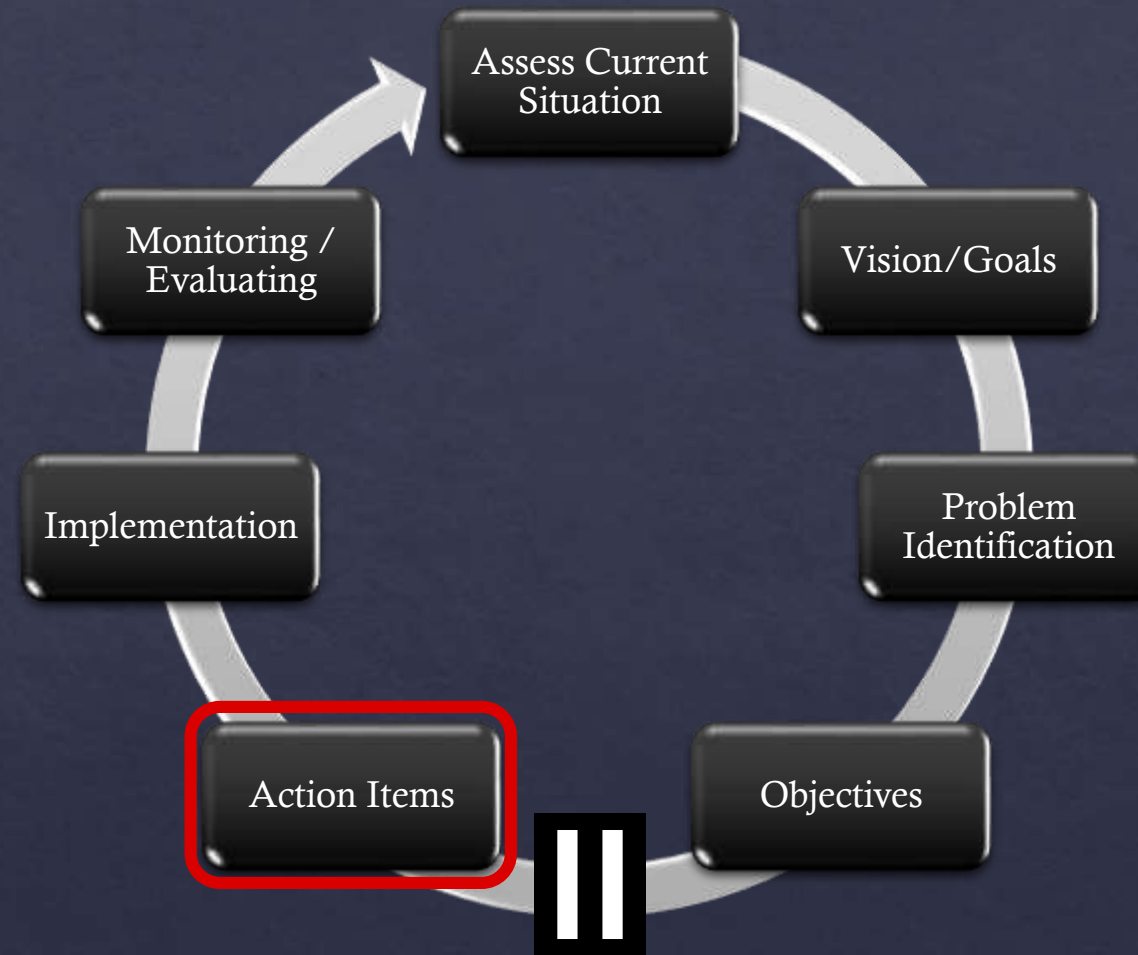 Assess Current
Situation
Vision/Goals
Problem
Identification
Objectives
Action Items
Implementation
Monitoring /
Evaluating